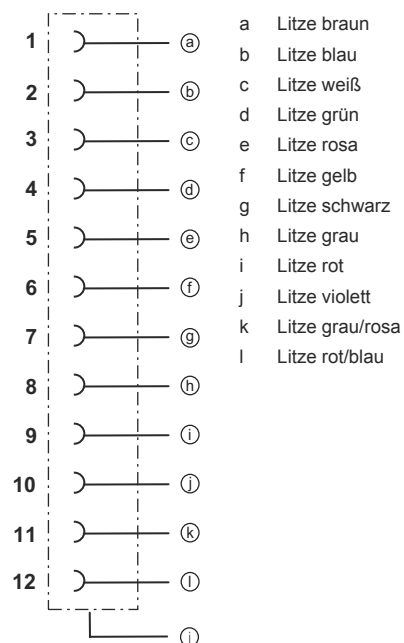 1 ⓐ
2 ⓑ
3 ⓒ
4 ⓓ
5 ⓔ
6 ⓕ
7 ⓖ
8 ⓗ
9 ⓘ
10 ⓙ
11 ⓚ
12 ⓛ
ⓘ
a Litze braun
b Litze blau
c Litze weiß
d Litze grün
e Litze rosa
f Litze gelb
g Litze schwarz
h Litze grau
i Litze rot
j Litze violett
k Litze grau/rosa
l Litze rot/blau